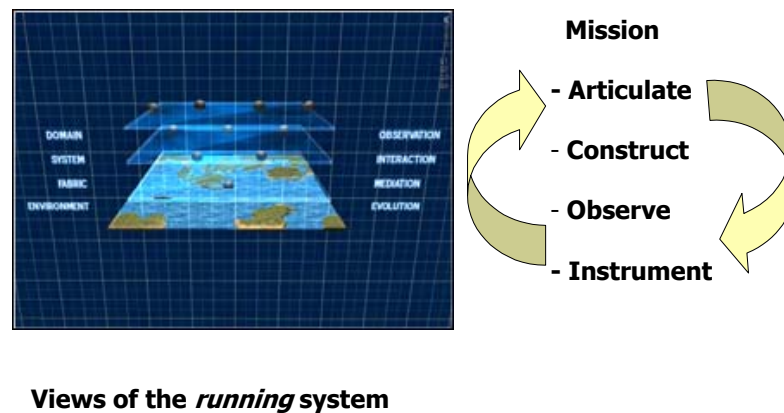 Mission
- Articulate
- Construct
- Observe
- Instrument
DOMAIN
SYSTEM
FABRIC
ENVIRONMENT
OBSERVATION
INTERACTION
MEDIATION
EVOLUTION
Views of the running system